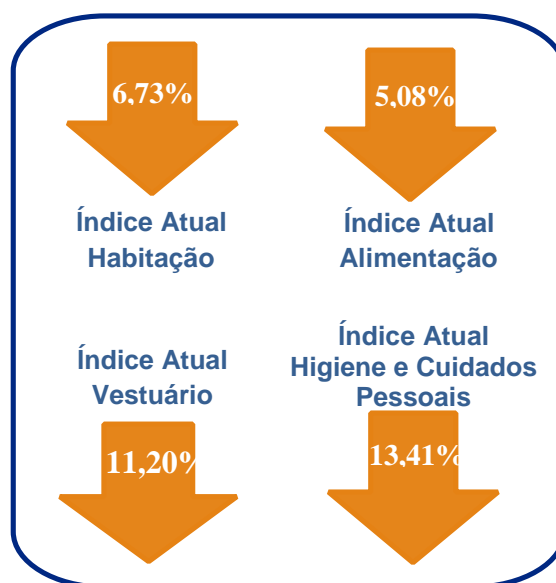 6,73%
5,08%
Índice Atual
Habitação
Índice Atual
Alimentação
Índice Atual
Vestuário
Índice Atual
Higiene e Cuidados
Pessoais
11,20%
13,41%